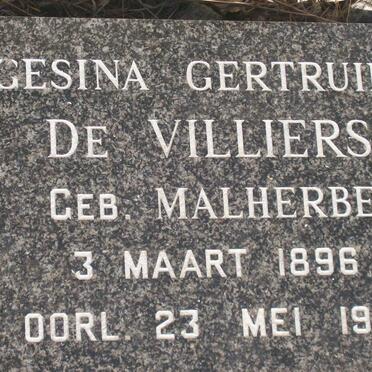 GESINA GERTRUI
DE VILLIERS
GEB. MALHERBE
3 MAART 1896
OORL. 23 MEI 19